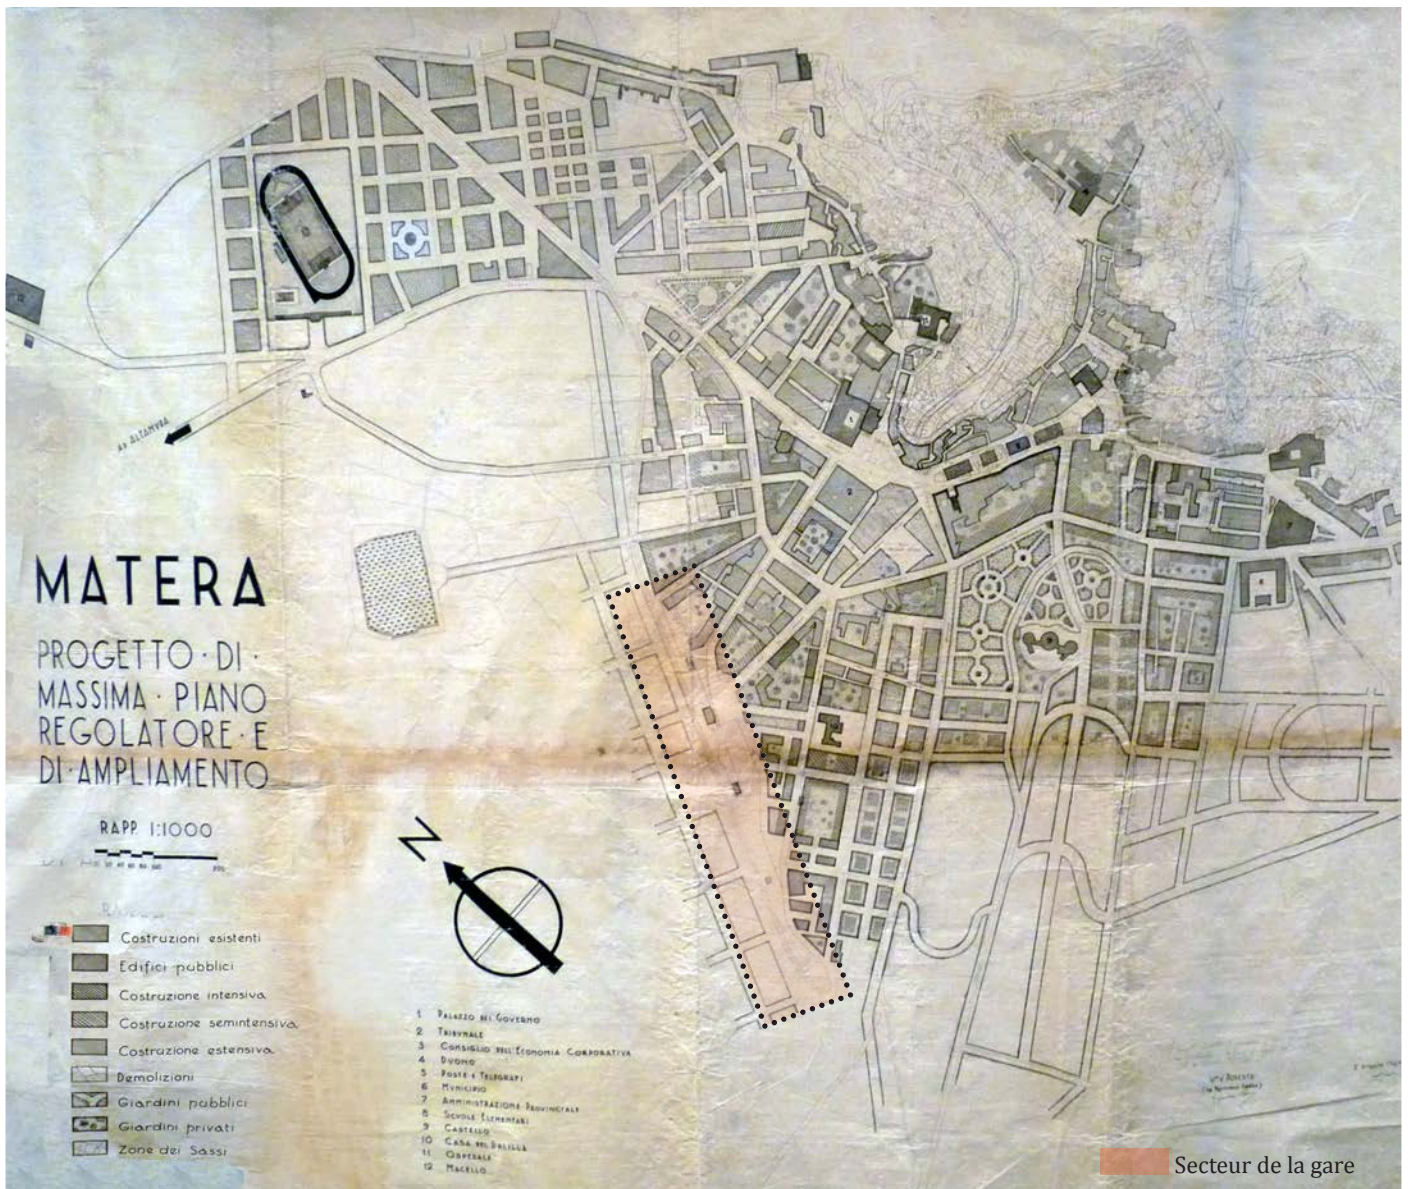 AD ALTAMURA
MATERA
PROGETTO · DI ·
MASSIMA · PIANO
REGOLATORE · E
DI · AMPLIAMENTO
RAPP. 1:1000
N
Costruzioni esistenti
Edifici pubblici
Costruzione intensiva
Costruzione semintensiva
Costruzione estensiva
Demolizioni
Giardini pubblici
Giardini privati
Zone dei Sassi
1 PALAZZO DEL GOVERNO
2 TRIBUNALE
3 CONSIGLIO DELL'ECONOMIA CORPORATIVA
4 DUOMO
5 POSTE E TELEGRAFI
6 MUNICIPIO
7 AMMINISTRAZIONE PROVINCIALE
8 SCUOLE ELEMENTARI
9 CASTELLO
10 CASA DEL BALILLA
11 OSPEDALE
12 MACELLO
Secteur de la gare